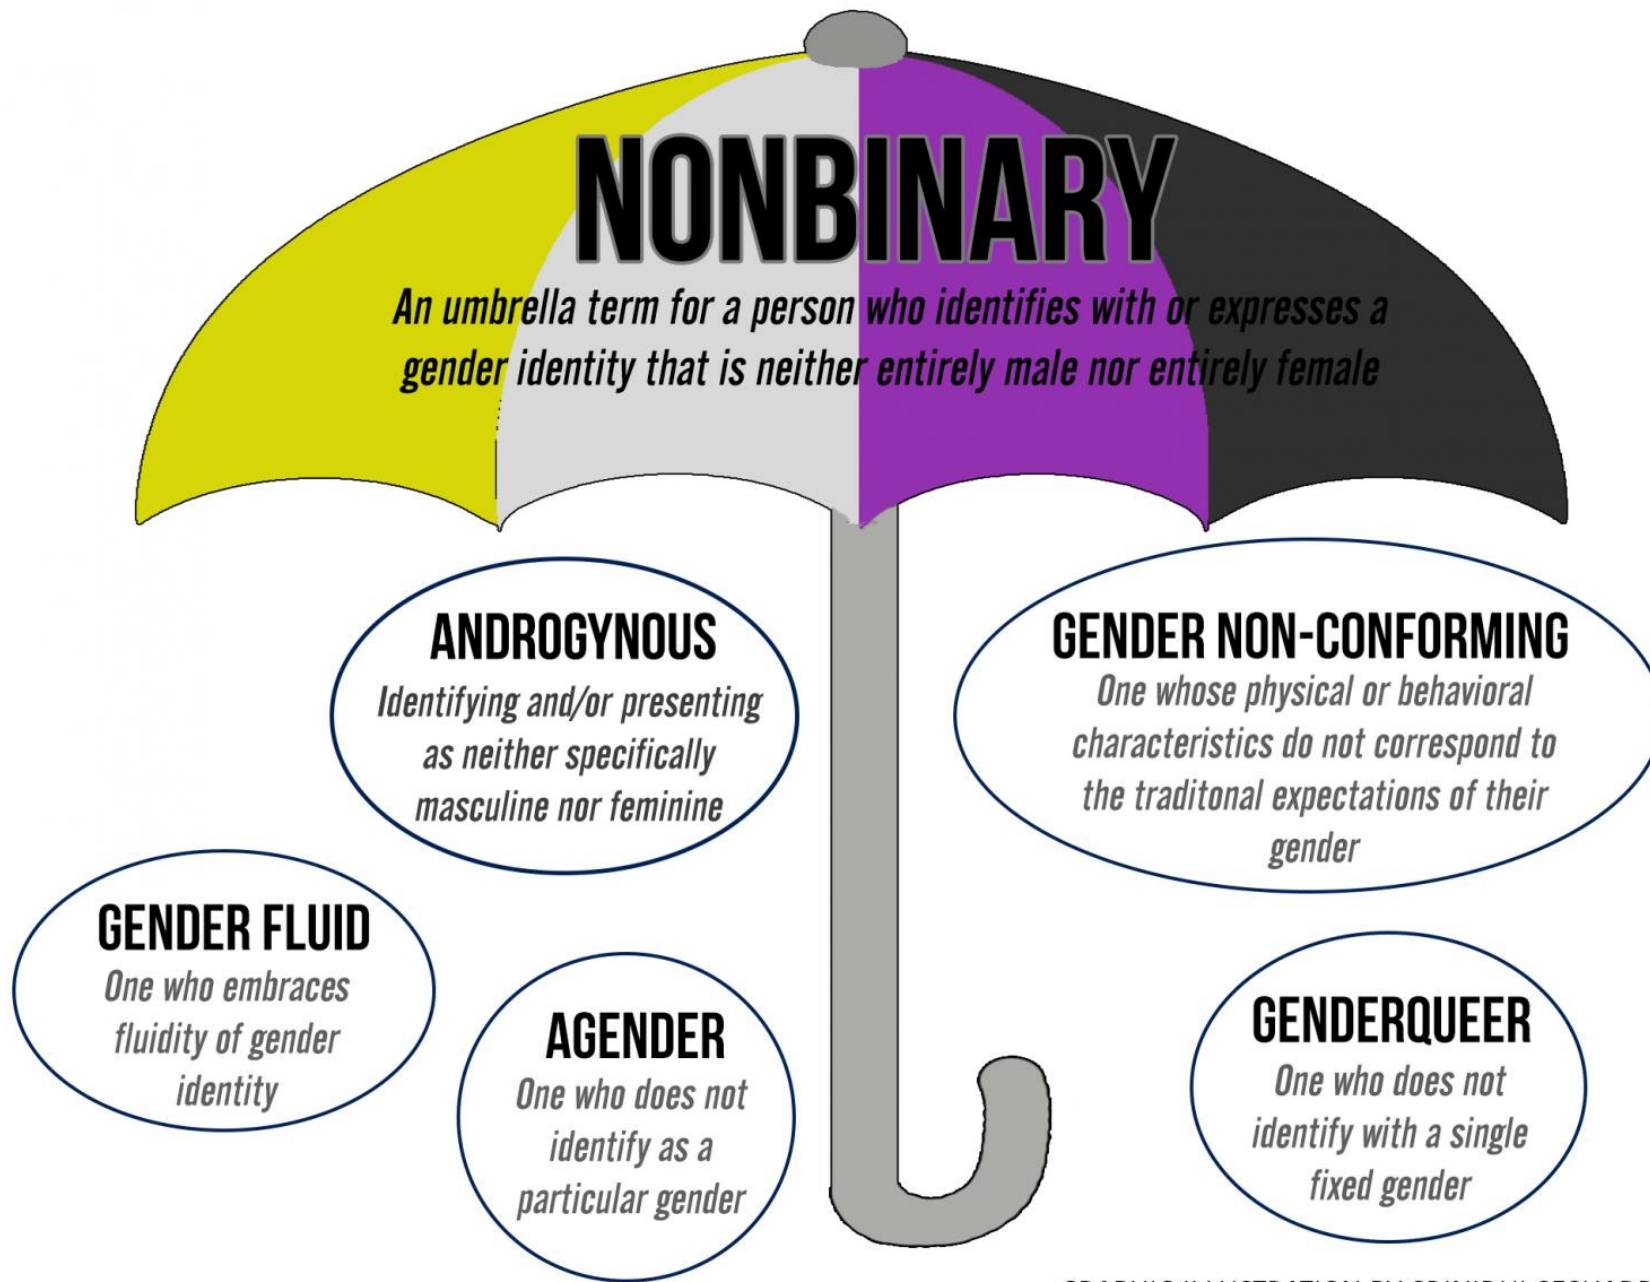 NONBINARY
An umbrella term for a person who identifies with or expresses a
gender identity that is neither entirely male nor entirely female
ANDROGYNOUS
Identifying and/or presenting
as neither specifically
masculine nor feminine
GENDER NON-CONFORMING
One whose physical or behavioral
characteristics do not correspond to
the traditonal expectations of their
gender
GENDER FLUID
One who embraces
fluidity of gender
identity
AGENDER
One who does not
identify as a
particular gender
GENDERQUEER
One who does not
identify with a single
fixed gender
GRAPHIC ILLUSTRATION BY